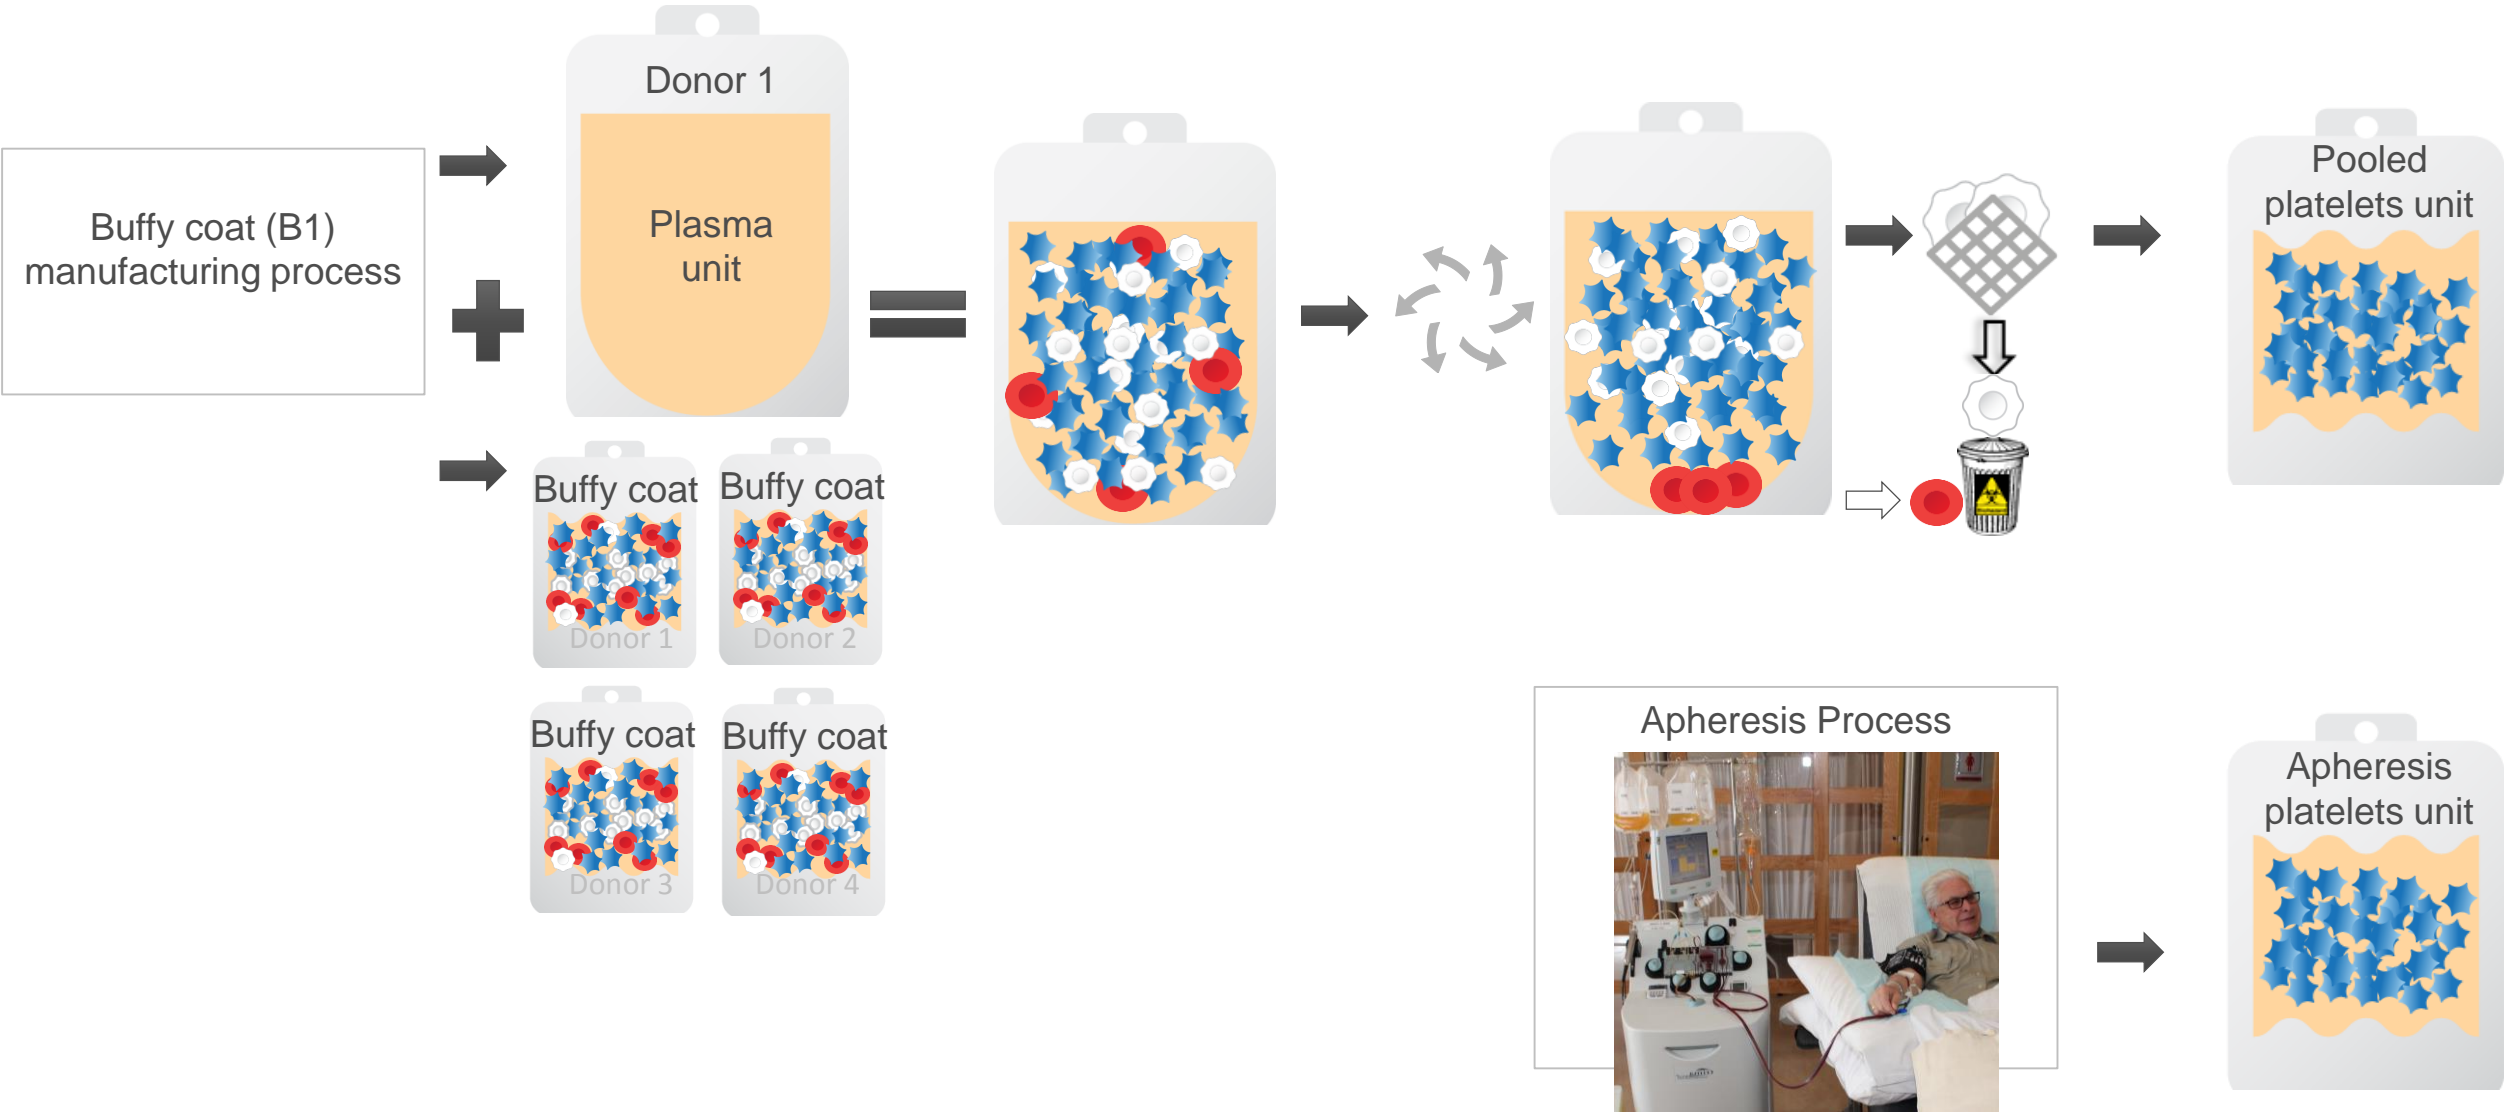 Buffy coat (B1)
manufacturing process
Donor 1
Plasma
unit
Buffy coat
Donor 1
Buffy coat
Donor 2
Buffy coat
Donor 3
Buffy coat
Donor 4
Pooled
platelets unit
Apheresis Process
Apheresis
platelets unit